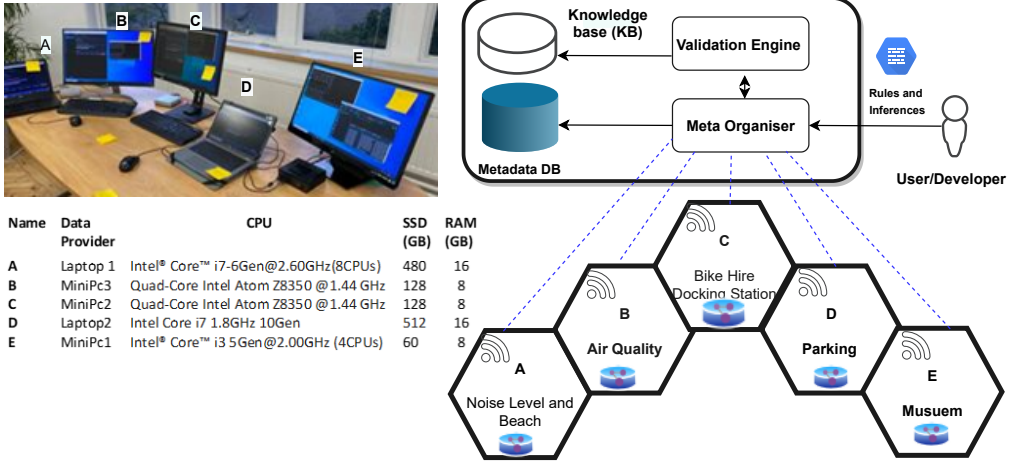 A
B
C
D
E
Name Data Provider CPU SSD (GB) RAM (GB)
A Laptop 1 Intel® Core™ i7-6Gen@2.60GHz(8CPUs) 480 16
B MiniPc3 Quad-Core Intel Atom Z8350 @1.44 GHz 128 8
C MiniPc2 Quad-Core Intel Atom Z8350 @1.44 GHz 128 8
D Laptop2 Intel Core i7 1.8GHz 10Gen 512 16
E MiniPc1 Intel® Core™ i3 5Gen@2.00GHz (4CPUs) 60 8
Knowledge
base (KB)
Validation Engine
Meta Organiser
Metadata DB
Rules and
Inferences
User/Developer
C
Bike Hire
Docking Station
B
Air Quality
D
Parking
A
Noise Level and
Beach
E
Musuem